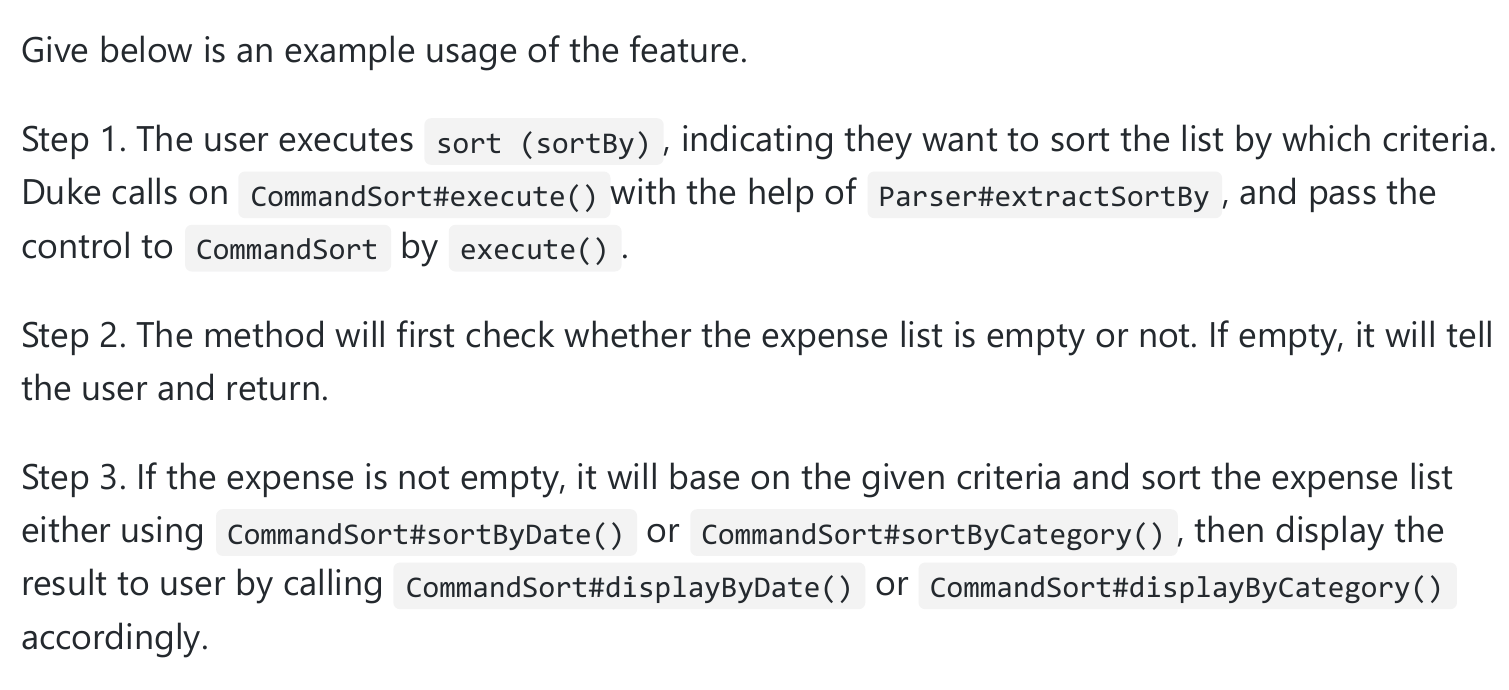 Give below is an example usage of the feature.
Step 1. The user executes sort (sortBy) , indicating they want to sort the list by which criteria.
Duke calls on CommandSort#execute() with the help of Parser#extractSortBy , and pass the
control to CommandSort by execute() .
Step 2. The method will first check whether the expense list is empty or not. If empty, it will tell
the user and return.
Step 3. If the expense is not empty, it will base on the given criteria and sort the expense list
either using CommandSort#sortByDate() or CommandSort#sortByCategory() , then display the
result to user by calling CommandSort#displayByDate() or CommandSort#displayByCategory()
accordingly.